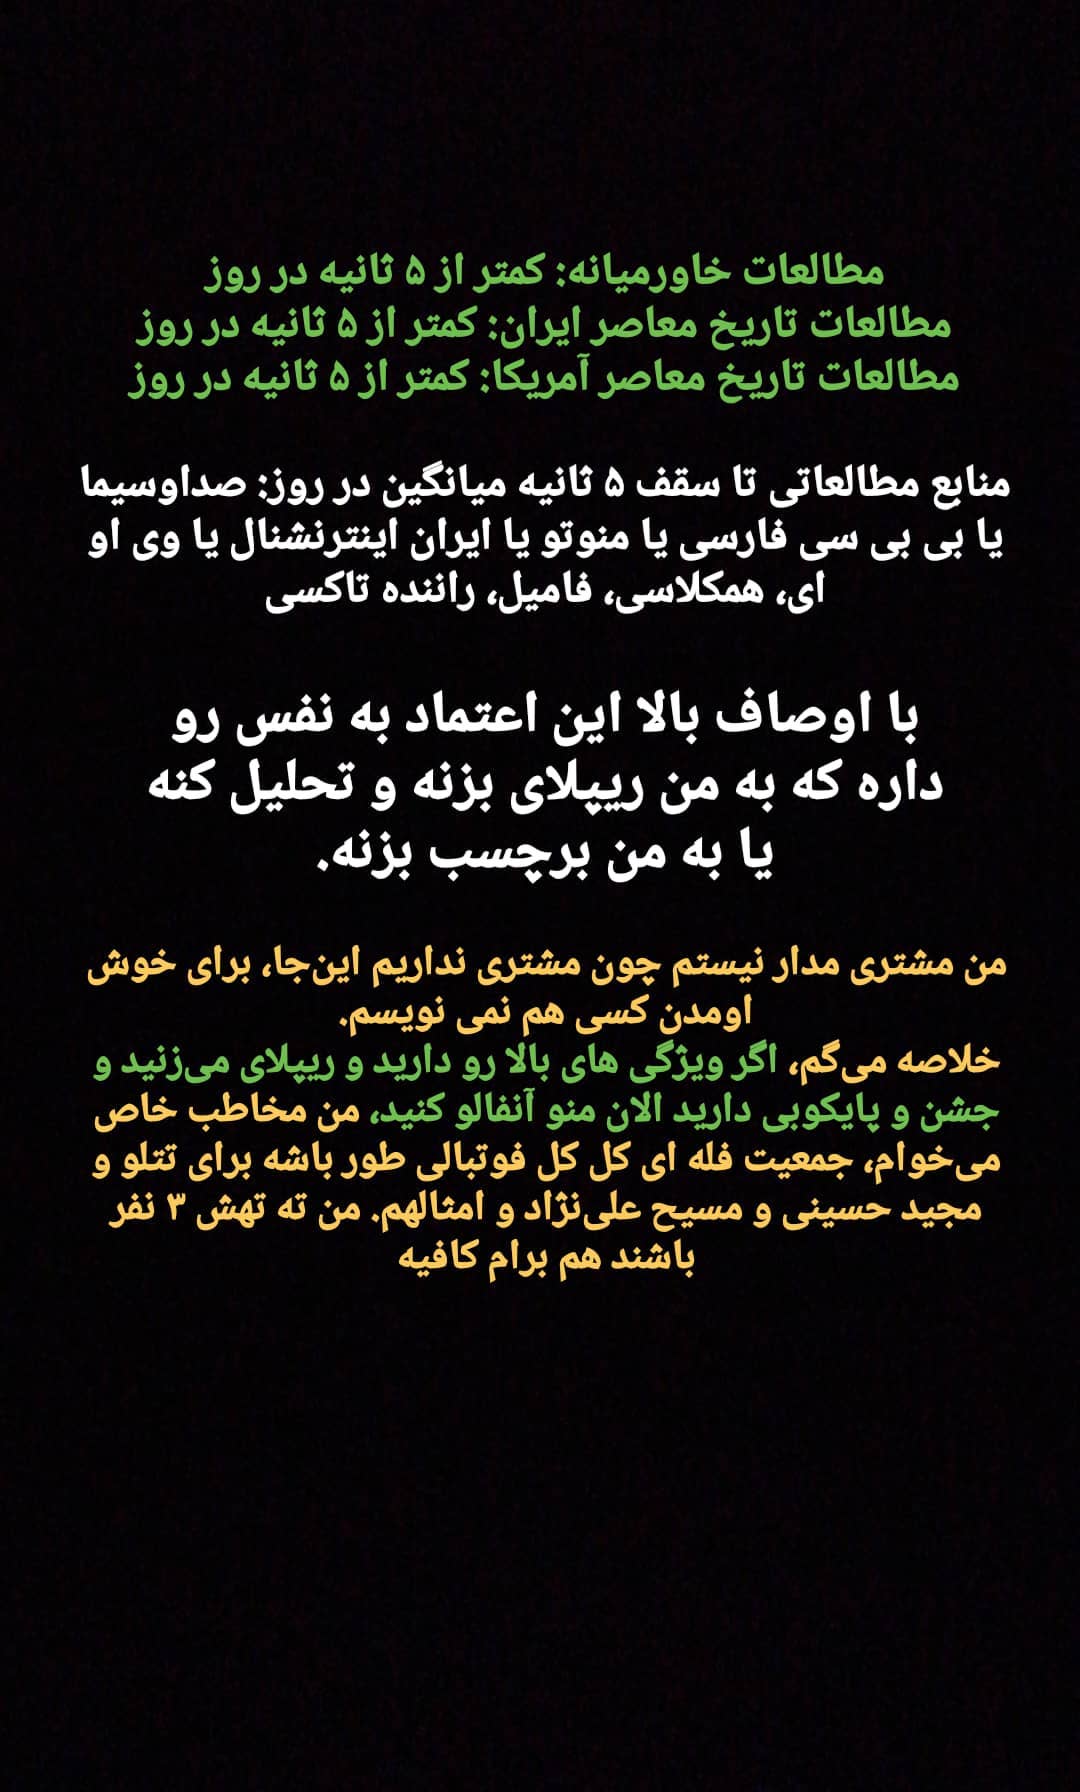 مطالعات خاورمیانه: کمتر از ۵ ثانیه در روز
مطالعات تاریخ معاصر ایران: کمتر از ۵ ثانیه در روز
مطالعات تاریخ معاصر آمریکا: کمتر از ۵ ثانیه در روز
منابع مطالعاتی تا سقف ۵ ثانیه میانگین در روز: صداوسیما
یا بی بی سی فارسی یا منوتو یا ایران اینترنشنال یا وی او
ای، همکلاسی، فامیل، راننده تاکسی
با اوصاف بالا این اعتماد به نفس رو
داره که به من ریپلای بزنه و تحلیل کنه
یا به من برچسب بزنه.
من مشتری مدار نیستم چون مشتری نداریم این‌جا، برای خوش
اومدن کسی هم نمی نویسم.
خلاصه می‌گم، اگر ویژگی های بالا رو دارید و ریپلای می‌زنید و
جشن و پایکوبی دارید الان منو آنفالو کنید، من مخاطب خاص
می‌خوام، جمعیت فله ای کل کل فوتبالی طور باشه برای تتلو و
مجید حسینی و مسیح علی‌نژاد و امثالهم. من ته تهش ۳ نفر
باشند هم برام کافیه